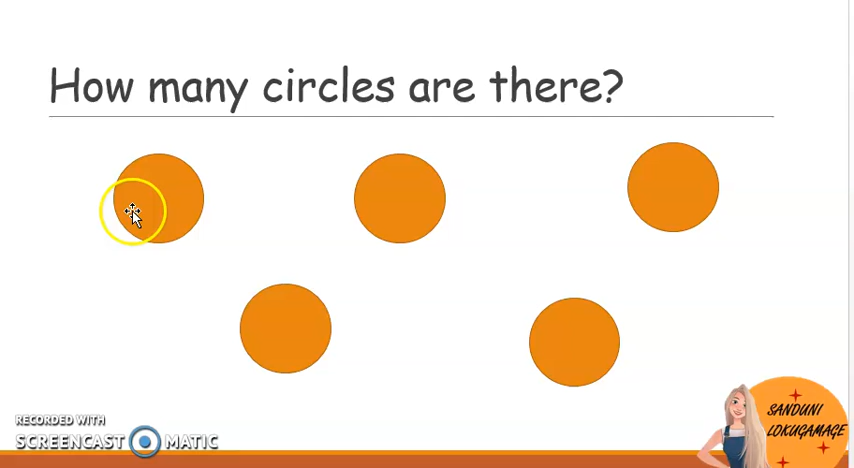 How many circles are there?
RECORDED WITH
SCREENCAST MATIC
SANDUNI
LOKUGAMAGE